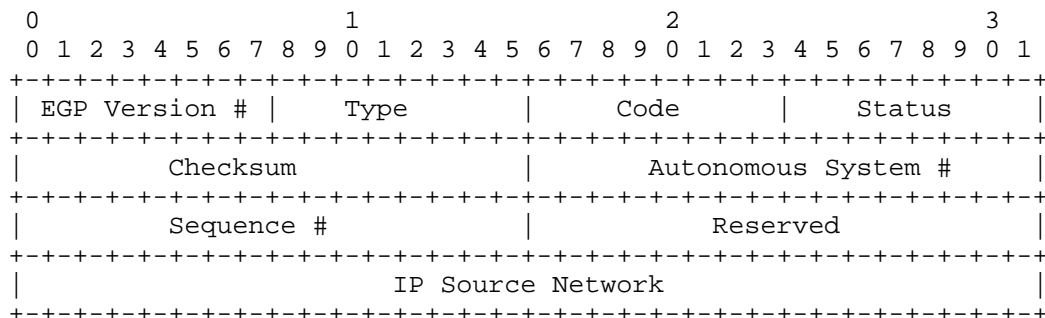 0                   1                   2                   3
0 1 2 3 4 5 6 7 8 9 0 1 2 3 4 5 6 7 8 9 0 1 2 3 4 5 6 7 8 9 0 1
+-+-+-+-+-+-+-+-+-+-+-+-+-+-+-+-+-+-+-+-+-+-+-+-+-+-+-+-+-+-+-+-+
| EGP Version # |     Type      |     Code      |    Status     |
+-+-+-+-+-+-+-+-+-+-+-+-+-+-+-+-+-+-+-+-+-+-+-+-+-+-+-+-+-+-+-+-+
|         Checksum              |       Autonomous System #     |
+-+-+-+-+-+-+-+-+-+-+-+-+-+-+-+-+-+-+-+-+-+-+-+-+-+-+-+-+-+-+-+-+
|         Sequence #            |           Reserved            |
+-+-+-+-+-+-+-+-+-+-+-+-+-+-+-+-+-+-+-+-+-+-+-+-+-+-+-+-+-+-+-+-+
|                       IP Source Network                       |
+-+-+-+-+-+-+-+-+-+-+-+-+-+-+-+-+-+-+-+-+-+-+-+-+-+-+-+-+-+-+-+-+